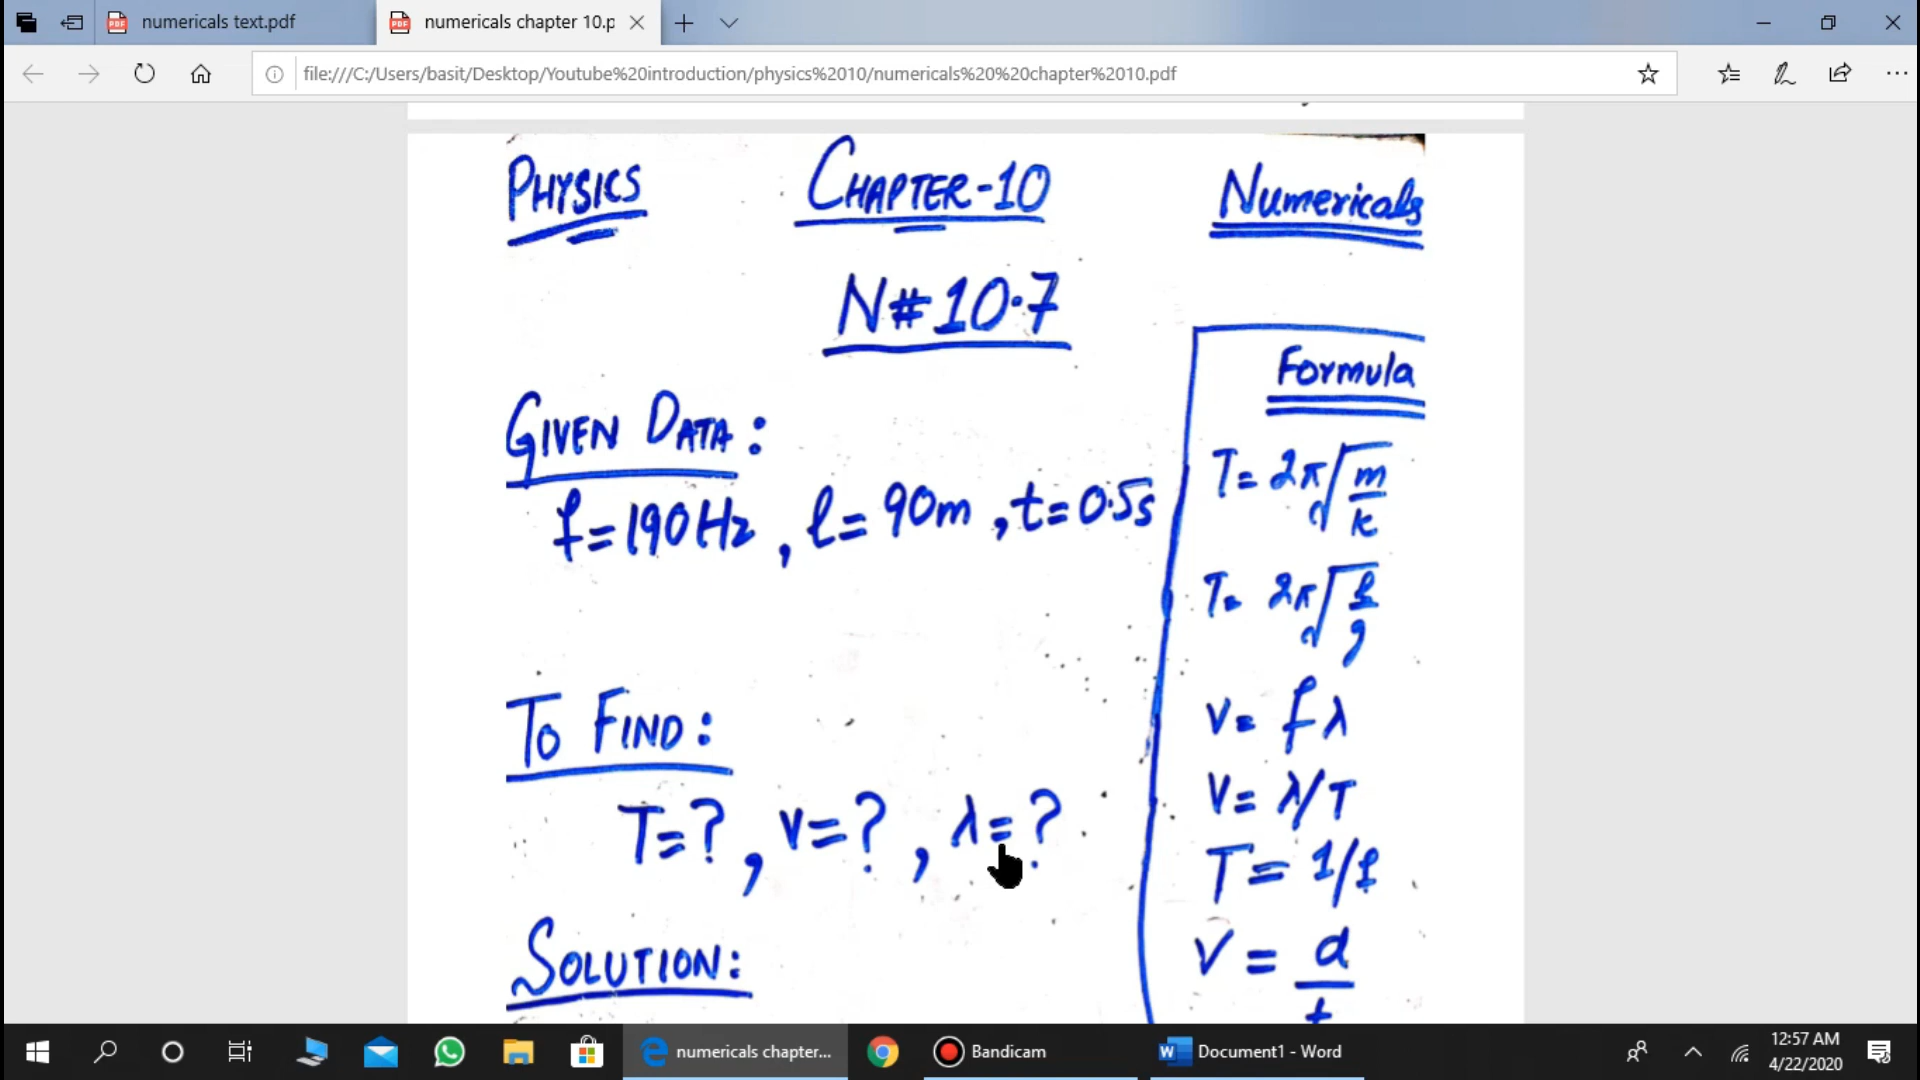 numericals text.pdf
numericals chapter 10.p
file:///C:/Users/basit/Desktop/Youtube%20introduction/physics%2010/numericals%20%20chapter%2010.pdf
PHYSICS CHAPTER-10 Numericals
N#10.7
Formula
GIVEN DATA:
f=190Hz, l=90m, t=0.5s
T=2π√m/k
T=2π√l/g
TO FIND:
v=fλ
v=λ/T
T=?, v=?, λ=?
T=1/f
SOLUTION:
v=d/t
numericals chapter...
Bandicam
Document1 - Word
12:57 AM
4/22/2020